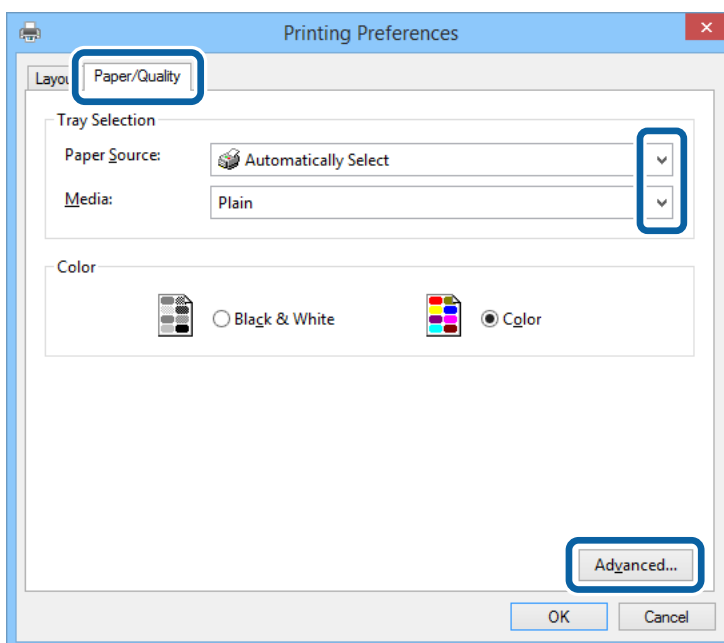 Printing Preferences
Layou
Paper/Quality
Tray Selection
Paper Source:
Automatically Select
Media:
Plain
Color
Black & White
Color
Advanced...
OK
Cancel